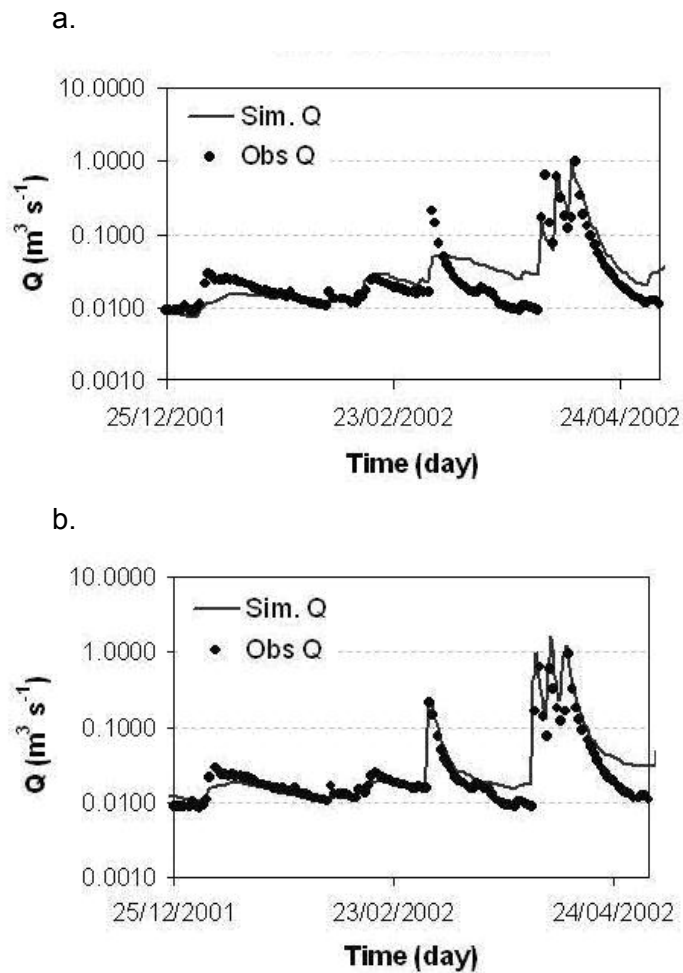 a.
10.0000
1.0000
0.1000
0.0100
0.0010
Q (m³ s⁻¹)
Sim. Q
Obs Q
25/12/2001 23/02/2002 24/04/2002
Time (day)
b.
10.0000
1.0000
0.1000
0.0100
0.0010
Q (m³ s⁻¹)
Sim. Q
Obs Q
25/12/2001 23/02/2002 24/04/2002
Time (day)